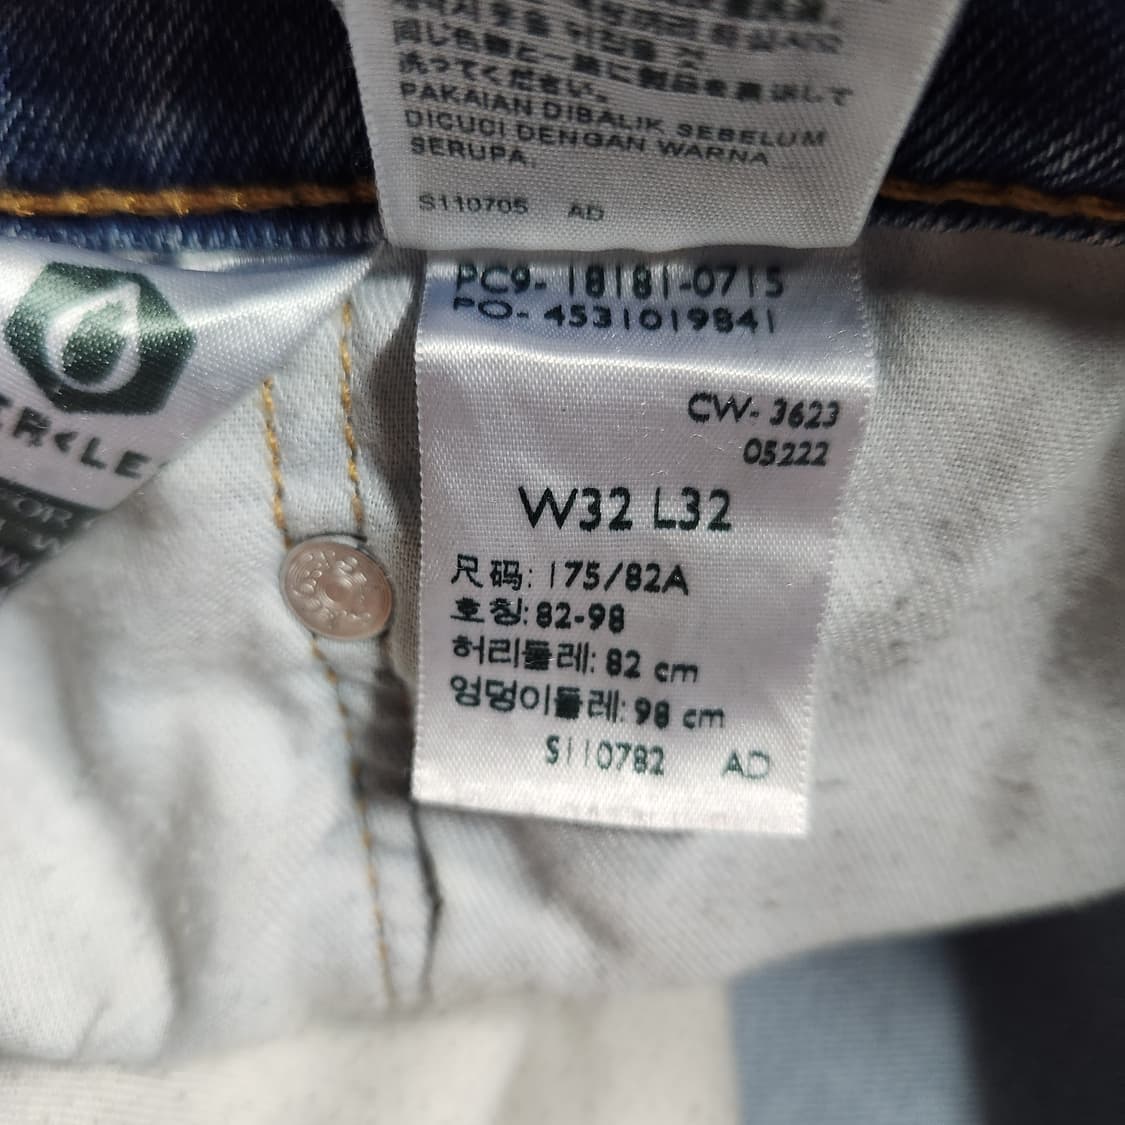 同じ色物と一緒に製品を裏返して
洗ってください。
PAKAIAN DIBALIK SEBELUM
DICUCI DENGAN WARNA
SERUPA.
S110705 AD
PC9- 18181-0715
PO- 4531019841
CW- 3623
05222
W32 L32
尺码: 175/82A
호칭: 82-98
허리둘레: 82 cm
엉덩이둘레: 98 cm
S110782 AD
ER<LE
OR